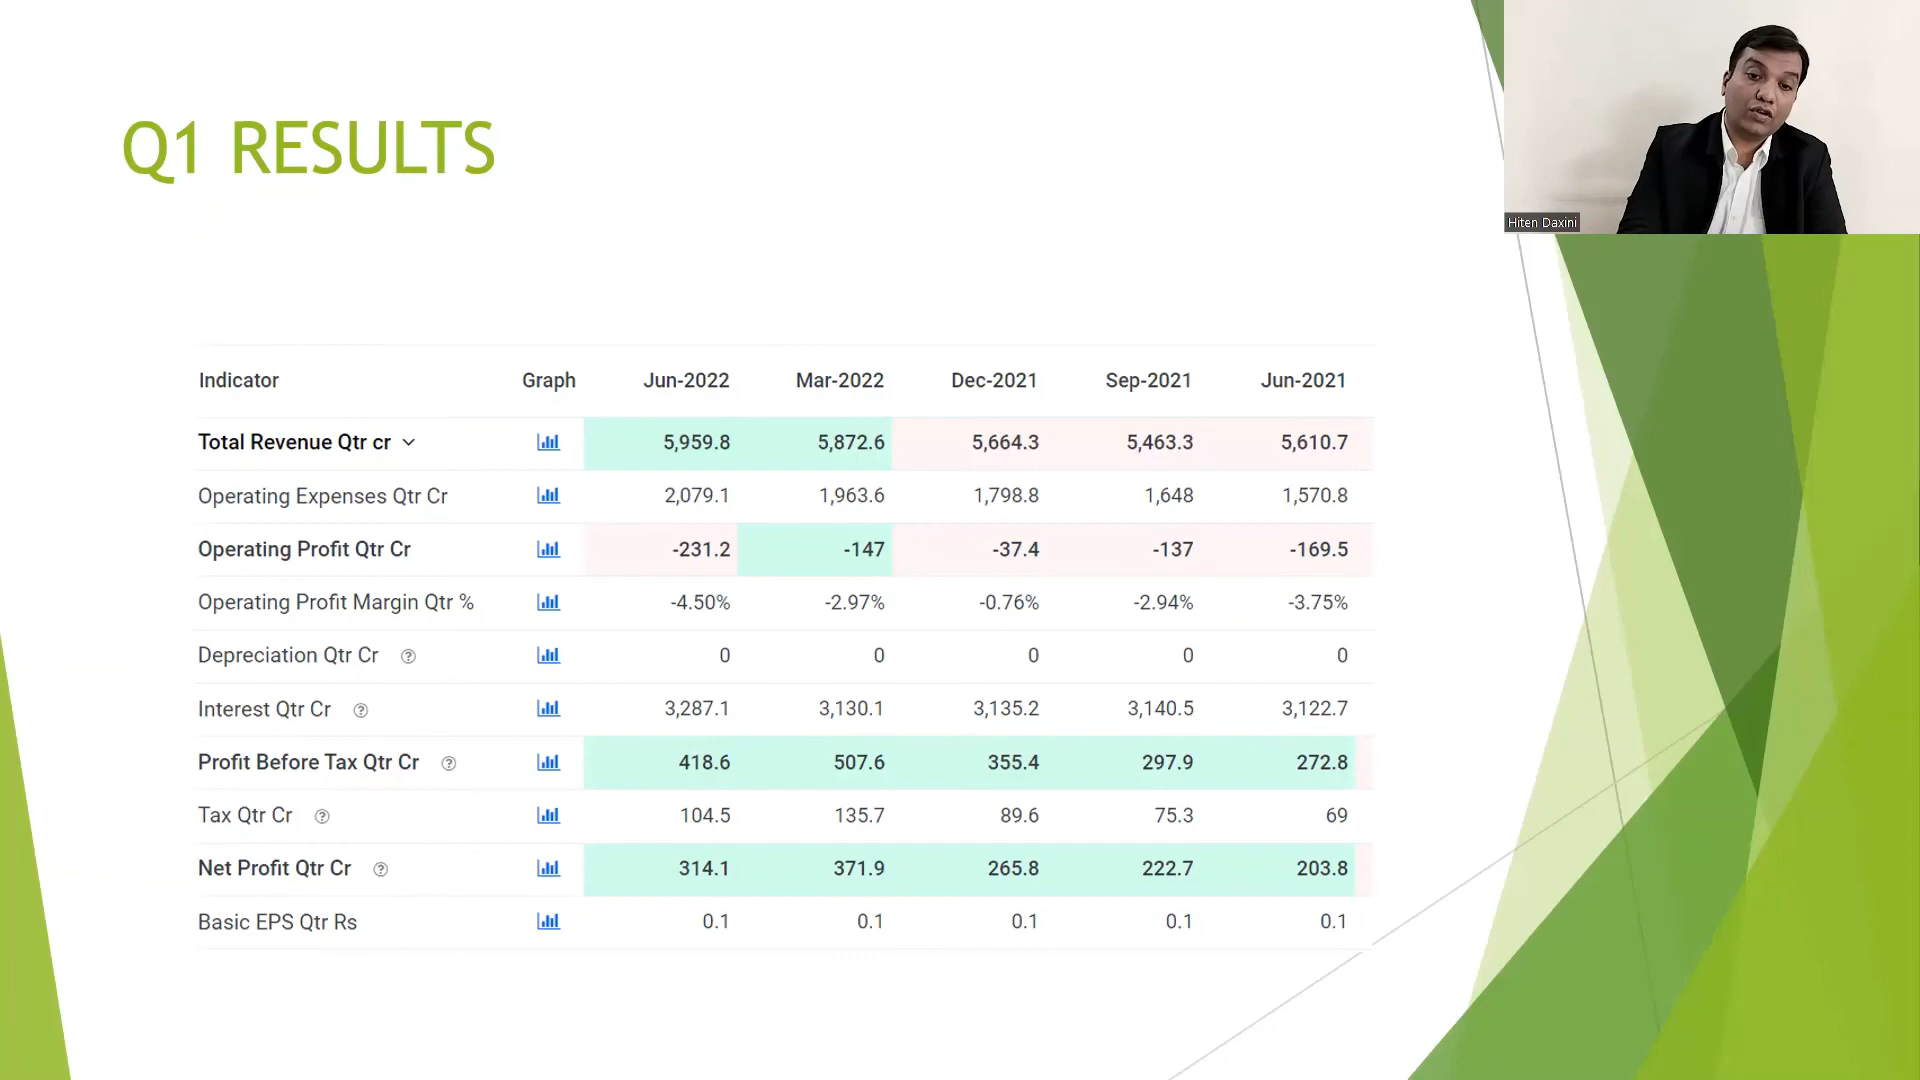 Q1 RESULTS
Hiten Daxini
Indicator Graph Jun-2022 Mar-2022 Dec-2021 Sep-2021 Jun-2021
Total Revenue Qtr cr 5,959.8 5,872.6 5,664.3 5,463.3 5,610.7
Operating Expenses Qtr Cr 2,079.1 1,963.6 1,798.8 1,648 1,570.8
Operating Profit Qtr Cr -231.2 -147 -37.4 -137 -169.5
Operating Profit Margin Qtr % -4.50% -2.97% -0.76% -2.94% -3.75%
Depreciation Qtr Cr ? 0 0 0 0 0
Interest Qtr Cr ? 3,287.1 3,130.1 3,135.2 3,140.5 3,122.7
Profit Before Tax Qtr Cr ? 418.6 507.6 355.4 297.9 272.8
Tax Qtr Cr ? 104.5 135.7 89.6 75.3 69
Net Profit Qtr Cr ? 314.1 371.9 265.8 222.7 203.8
Basic EPS Qtr Rs 0.1 0.1 0.1 0.1 0.1